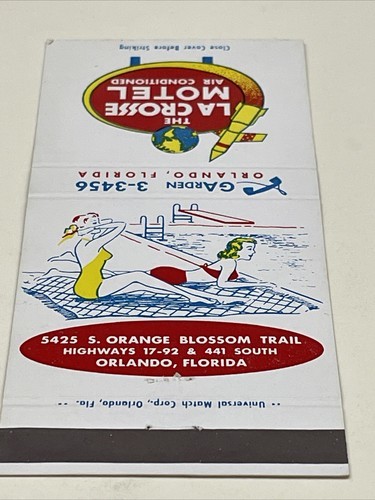 Close Cover Before Striking
THE
LA CROSSE
MOTEL
AIR CONDITIONED
GARDEN 3-3456
ORLANDO, FLORIDA
5425 S. ORANGE BLOSSOM TRAIL
HIGHWAYS 17-92 & 441 SOUTH
ORLANDO, FLORIDA
·· Universal Match Corp., Orlando, Fla. ··